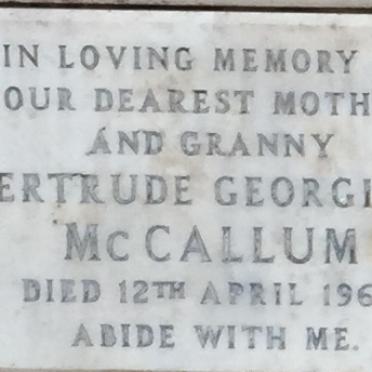 IN LOVING MEMORY
OUR DEAREST MOTH
AND GRANNY
ERTRUDE GEORGI
MCCALLUM
DIED 12TH APRIL 196
ABIDE WITH ME.